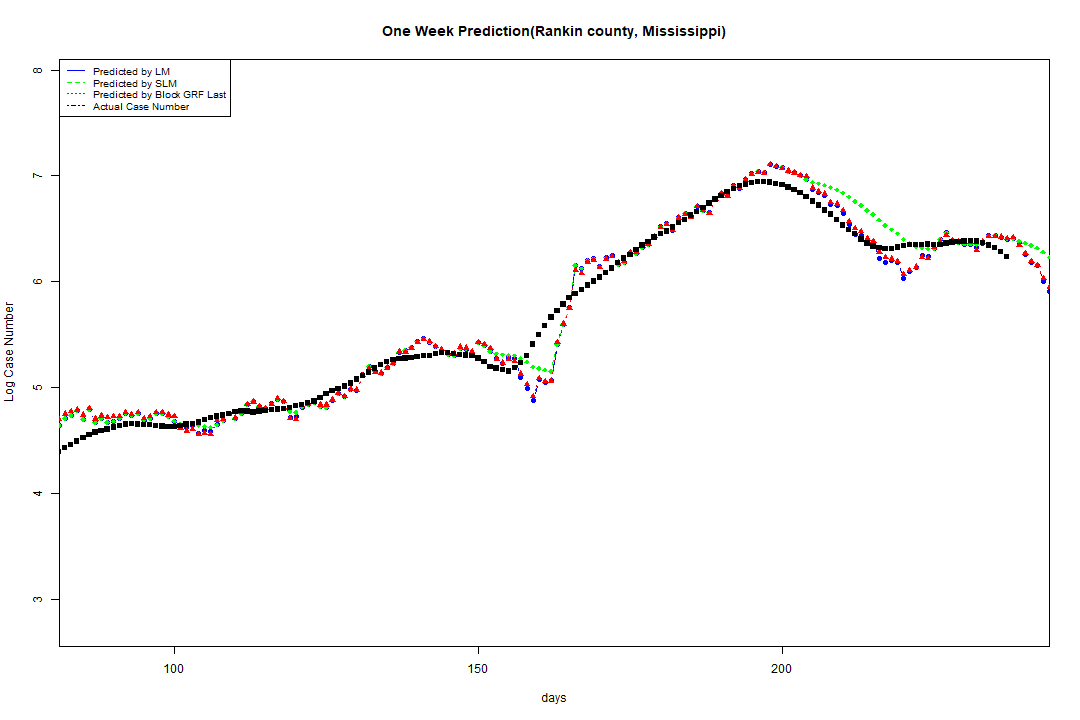 One Week Prediction(Rankin county, Mississippi)
Predicted by LM
Predicted by SLM
Predicted by Block GRF Last
Actual Case Number
8
7
6
5
4
3
Log Case Number
100 150 200
days